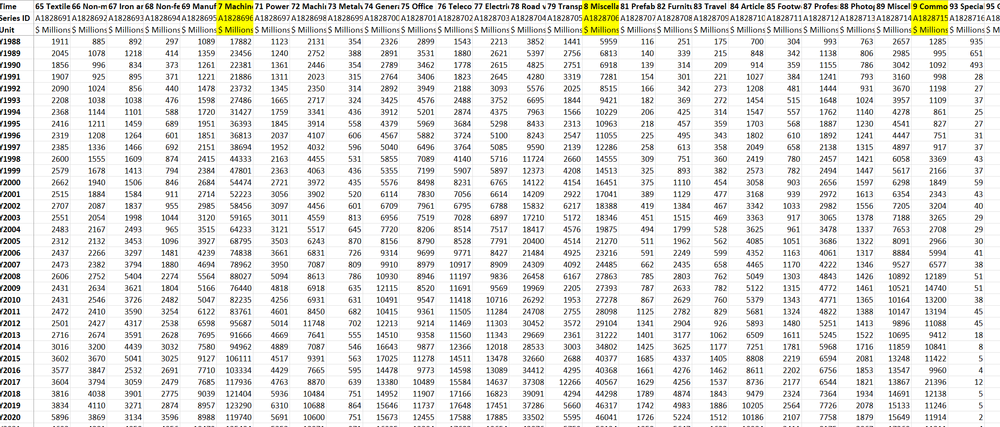 Time 65 Textile 66 Non-m 67 Iron ar 68 Non-fe 69 Manuf 7 Machin 71 Power 72 Machi 73 Metalw 74 Genera 75 Office 76 Teleco 77 Electri 78 Road v 79 Transp 8 Miscella 81 Prefab 82 Furnitu 83 Travel 84 Article 85 Footw 87 Profes 88 Photog 89 Miscell 9 Commo 93 Special 95 G
Series ID A1828691 A1828692 A1828693 A1828694 A1828695 A1828696 A1828697 A1828698 A1828699 A1828700 A1828701 A1828702 A1828703 A1828704 A1828705 A1828706 A1828707 A1828708 A1828709 A1828710 A1828711 A1828712 A1828713 A1828714 A1828715 A1828716 A18
Unit $ Millions $ Millions $ Millions $ Millions $ Millions $ Millions $ Millions $ Millions $ Millions $ Millions $ Millions $ Millions $ Millions $ Millions $ Millions $ Millions $ Millions $ Millions $ Millions $ Millions $ Millions $ Millions $ Millions $ Millions $ Millions $ Millions $ M
Y1988 1911 885 892 297 1089 17882 1123 2131 354 2326 2899 1543 2213 3852 1441 5959 116 251 175 700 304 993 763 2657 1285 935
Y1989 2045 1078 1218 414 1359 23456 1240 2752 388 2891 3531 1880 2621 5397 2756 6813 140 339 215 848 342 1138 806 2985 995 651
Y1990 1856 996 834 373 1261 22381 1361 2446 354 2789 3462 1778 2615 4825 2751 6918 139 314 209 914 359 1155 786 3042 1092 493
Y1991 1907 925 895 371 1221 21886 1311 2023 315 2764 3406 1823 2645 4280 3319 7281 154 301 221 1027 384 1241 793 3160 998 28
Y1992 2090 1024 856 440 1478 23732 1345 2350 314 2892 3949 2188 3093 5576 2025 8515 166 342 273 1208 481 1444 931 3670 1198 27
Y1993 2208 1038 1038 476 1598 27486 1665 2717 324 3425 4576 2488 3752 6695 1844 9421 182 369 272 1454 515 1648 1024 3957 1109 37
Y1994 2368 1144 1101 588 1720 31427 1759 3341 436 3912 5201 2874 4375 7963 1566 10229 206 425 314 1547 557 1762 1140 4278 861 25
Y1995 2416 1211 1459 689 1951 36393 1845 3914 558 4379 5969 3684 5298 8433 2313 10963 218 457 359 1703 568 1887 1230 4541 827 27
Y1996 2319 1208 1264 601 1851 36813 2037 4107 606 4567 5882 3724 5100 8243 2547 11055 225 495 343 1802 610 1892 1241 4447 751 31
Y1997 2385 1336 1466 692 2151 38694 1952 4032 596 5040 6496 3764 5085 9590 2139 12286 258 613 358 2049 658 2138 1315 4897 917 37
Y1998 2600 1555 1609 874 2415 44333 2163 4455 531 5855 7089 4140 5716 11724 2660 14555 309 751 360 2419 780 2457 1421 6058 3369 43
Y1999 2579 1678 1413 794 2384 47801 2363 4063 436 5355 7199 5907 5897 12373 4208 14513 325 893 382 2573 782 2494 1447 5617 2166 37
Y2000 2662 1940 1506 846 2684 54474 2721 3972 435 5576 8498 8231 6765 14122 4154 16451 375 1110 454 3058 903 2656 1597 6298 1849 59
Y2001 2515 1884 1584 911 2714 52223 3056 3902 520 6114 7830 7056 6614 14209 2922 17041 389 1129 477 3168 939 2972 1613 6354 2343 43
Y2002 2707 2087 1837 955 2985 58456 3097 4456 601 6709 7961 6795 6788 15832 6217 18388 419 1384 467 3342 1033 2982 1556 7205 3204 40
Y2003 2551 2054 1998 1044 3120 59165 3011 4559 813 6956 7519 7028 6897 17210 5172 18346 451 1515 469 3363 917 3065 1378 7188 3265 29
Y2004 2483 2167 2493 965 3515 64233 3121 5517 645 7720 8206 8514 7517 18417 4576 19875 494 1799 528 3625 961 3478 1337 7653 2708 29
Y2005 2312 2132 3453 1096 3927 68795 3503 6243 870 8156 8790 8528 7791 20400 4514 21270 511 1962 562 4085 1051 3686 1322 8091 2966 30
Y2006 2437 2266 3297 1481 4239 74838 3661 6831 726 9314 9699 9771 8427 21484 4925 23216 591 2249 599 4352 1163 4061 1317 8884 5994 41
Y2007 2473 2382 3794 1880 4694 78962 3950 7087 809 9910 8979 10917 8909 24309 4092 24485 662 2435 658 4465 1170 4222 1346 9527 6577 38
Y2008 2606 2752 5404 2274 5564 88027 5094 8613 786 10930 8946 11197 9836 26458 6167 27863 785 2803 762 5049 1303 4843 1426 10892 12189 51
Y2009 2431 2634 3621 1804 5166 76440 4818 6918 635 12115 8520 11691 9569 19969 2205 27393 787 2633 782 5122 1315 4772 1461 10521 14740 51
Y2010 2431 2546 3726 2482 5047 82235 4256 6931 631 10491 9547 11418 10716 26292 1953 27278 867 2629 760 5379 1343 4771 1365 10164 13200 38
Y2011 2472 2410 3590 3254 6122 83761 4601 8450 682 10415 9361 11505 11284 24708 2755 28098 1125 2782 829 5681 1324 4822 1388 10147 13194 45
Y2012 2501 2427 4317 2538 6598 95687 5014 11748 702 12213 9214 11469 11303 30452 3572 29104 1341 2904 926 5893 1480 5251 1413 9896 11088 45
Y2013 2716 2674 3591 2628 7695 91666 4669 7641 555 14510 9358 11560 11343 29669 2361 31222 1401 3177 1062 6509 1611 5245 1522 10695 9412 18
Y2014 3016 3200 4439 3032 7580 94962 4889 7087 546 16643 9877 12366 12018 28533 3003 34802 1425 3625 1177 7251 1781 5968 1716 11859 10841 8
Y2015 3602 3670 5041 3025 9127 106111 4517 9391 563 17025 11278 14511 13478 32660 2688 40377 1685 4337 1405 8808 2219 6594 2081 13248 11422 5
Y2016 3577 3847 2532 2691 7710 103334 4429 7665 595 14478 9773 14598 13089 34412 4295 40368 1661 4276 1462 8611 2202 6756 1853 13547 9960 4
Y2017 3604 3794 3059 2479 7685 117936 4763 8870 639 13380 10489 15584 14637 37308 12266 40567 1629 4256 1537 8736 2177 6544 1821 13867 21396 12
Y2018 3816 4038 3901 2775 9039 121404 5936 10484 751 14952 11907 17166 16823 39091 4294 44298 1789 4874 1843 9479 2324 7364 1934 14691 12138 5
Y2019 3834 4110 3271 2874 8957 123290 6310 10688 864 15646 11737 17648 17451 37286 5660 46317 1742 4983 1886 10205 2564 7726 2078 15133 11246 5
Y2020 5896 3869 3134 3596 8988 119740 5691 10600 751 15673 12455 17588 17885 33502 5595 46041 1726 5224 1512 10186 2107 7758 1879 15649 11914 2